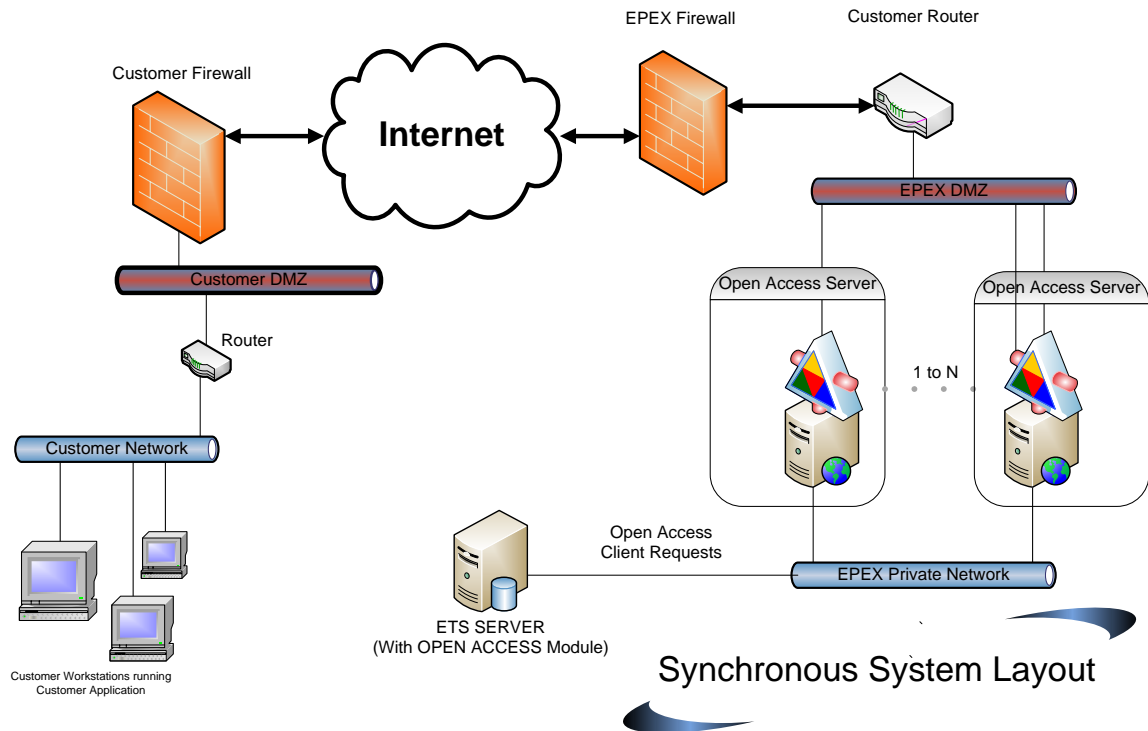 Customer Router
EPEX Firewall
Customer Firewall
Internet
EPEX DMZ
Customer DMZ
Open Access Server
Open Access Server
Router
1 to N
Customer Network
Open Access
Client Requests
EPEX Private Network
ETS SERVER
(With OPEN ACCESS Module)
Customer Workstations running
Customer Application
Synchronous System Layout